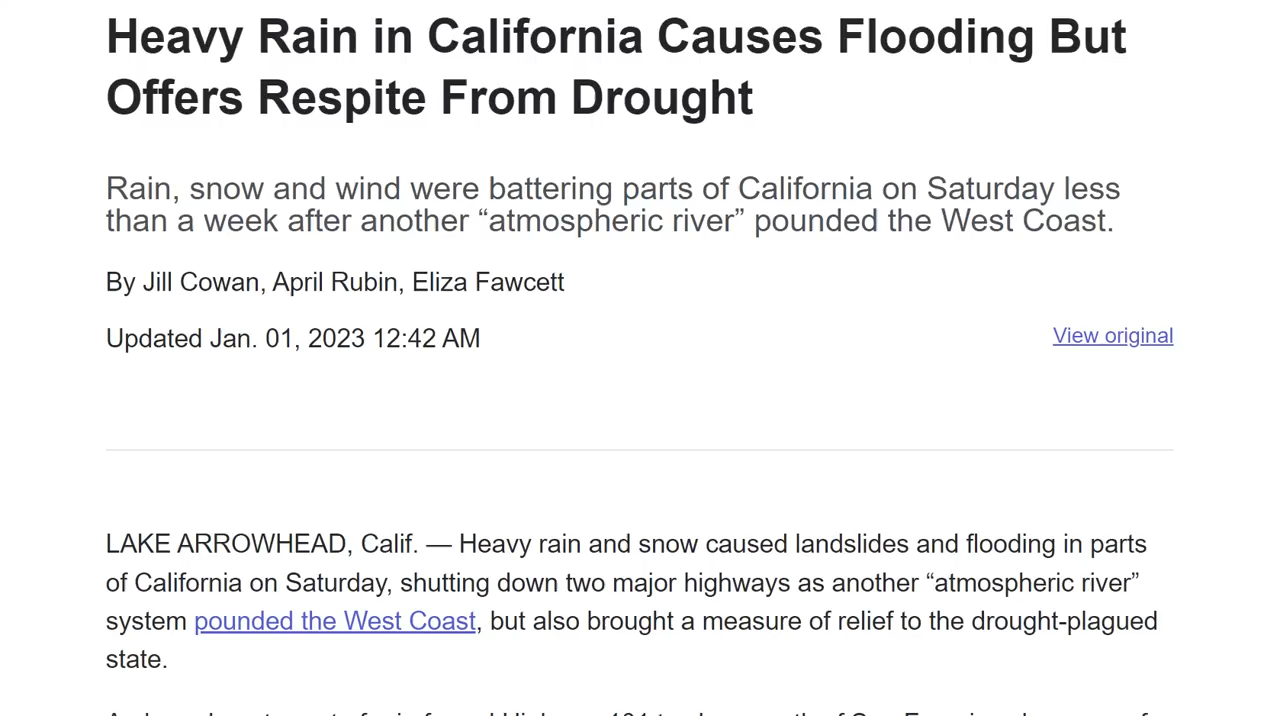 Heavy Rain in California Causes Flooding But
Offers Respite From Drought
Rain, snow and wind were battering parts of California on Saturday less
than a week after another “atmospheric river” pounded the West Coast.
By Jill Cowan, April Rubin, Eliza Fawcett
Updated Jan. 01, 2023 12:42 AM
View original
LAKE ARROWHEAD, Calif. — Heavy rain and snow caused landslides and flooding in parts
of California on Saturday, shutting down two major highways as another “atmospheric river”
system pounded the West Coast, but also brought a measure of relief to the drought-plagued
state.